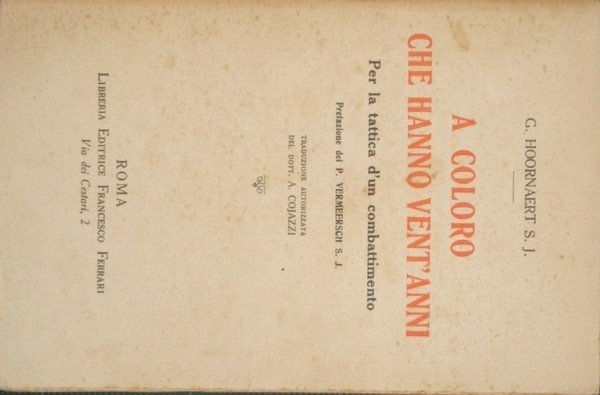 G. HOORNAERT S. J.
A COLORO
CHE HANNO VENT'ANNI
Per la tattica d'un combattimento
Prefazione del P. VERMEERSCH S. J.
TRADUZIONE AUTORIZZATA
DEL DOTT. A. COJAZZI
ROMA
LIBRERIA EDITRICE FRANCESCO FERRARI
Via dei Cestari, 2